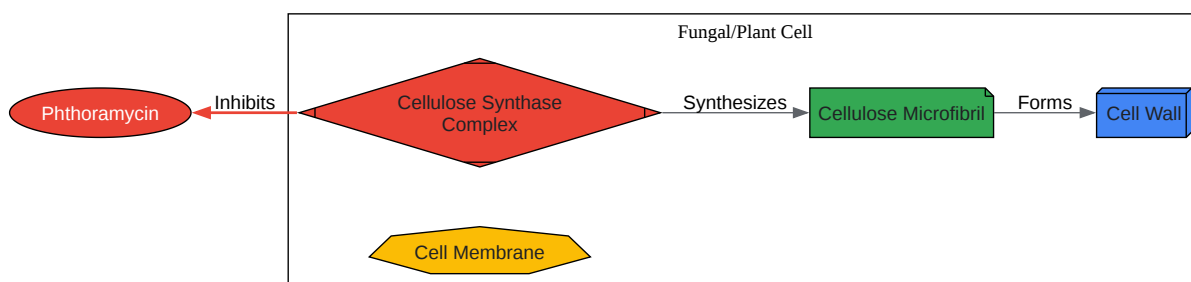 Fungal/Plant Cell
Phthoramycin
Inhibits
Cellulose Synthase
Complex
Synthesizes
Cellulose Microfibril
Forms
Cell Wall
Cell Membrane